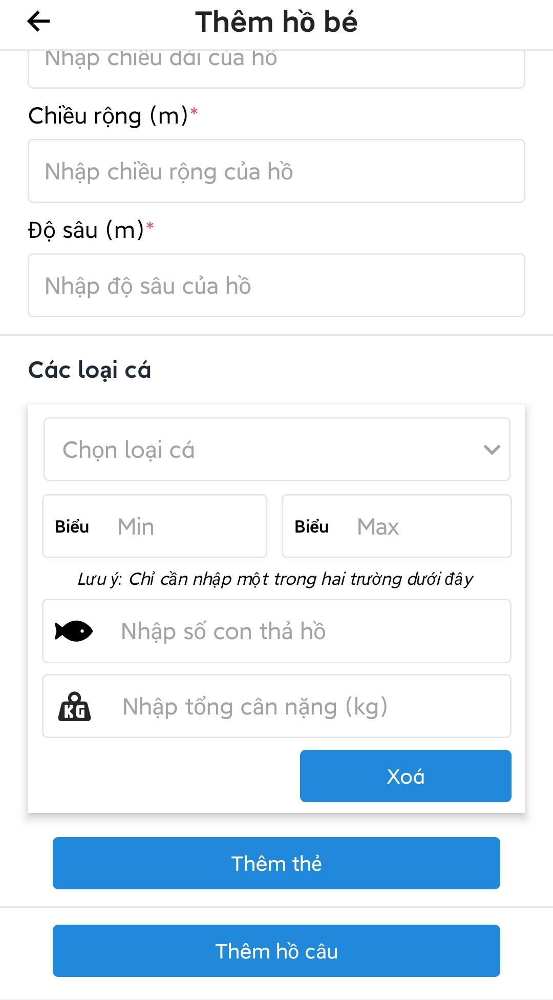 Thêm hồ bé
Nhập chiều dài của hồ
Chiều rộng (m)*
Nhập chiều rộng của hồ
Độ sâu (m)*
Nhập độ sâu của hồ
Các loại cá
Chọn loại cá
Biểu Min Biểu Max
Lưu ý: Chỉ cần nhập một trong hai trường dưới đây
Nhập số con thả hồ
KG Nhập tổng cân nặng (kg)
Xoá
Thêm thẻ
Thêm hồ câu